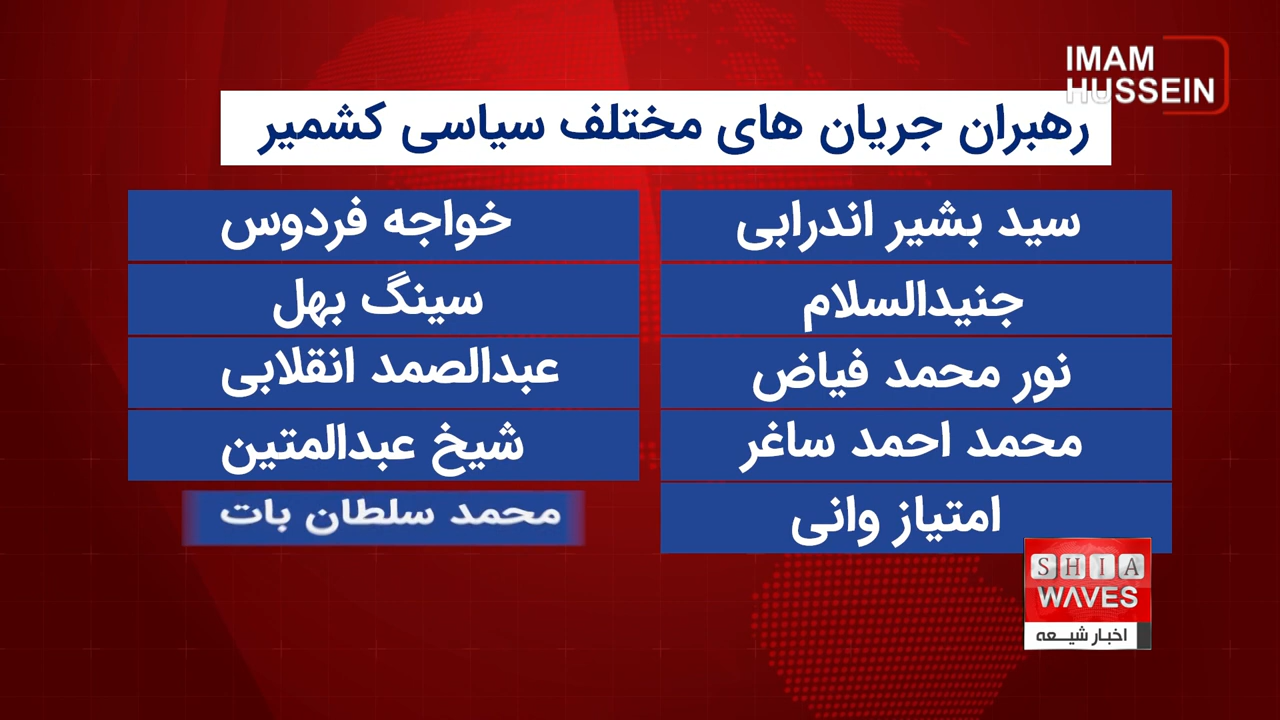 IMAM
HUSSEIN
رهبران جریان های مختلف سیاسی کشمیر
سید بشیر اندرابی
خواجه فردوس
جنیدالسلام
سینگ بهل
نور محمد فیاض
عبدالصمد انقلابی
محمد احمد ساغر
شیخ عبدالمتین
امتیاز وانی
محمد سلطان بات
SHIA
WAVES
اخبار شیـعه